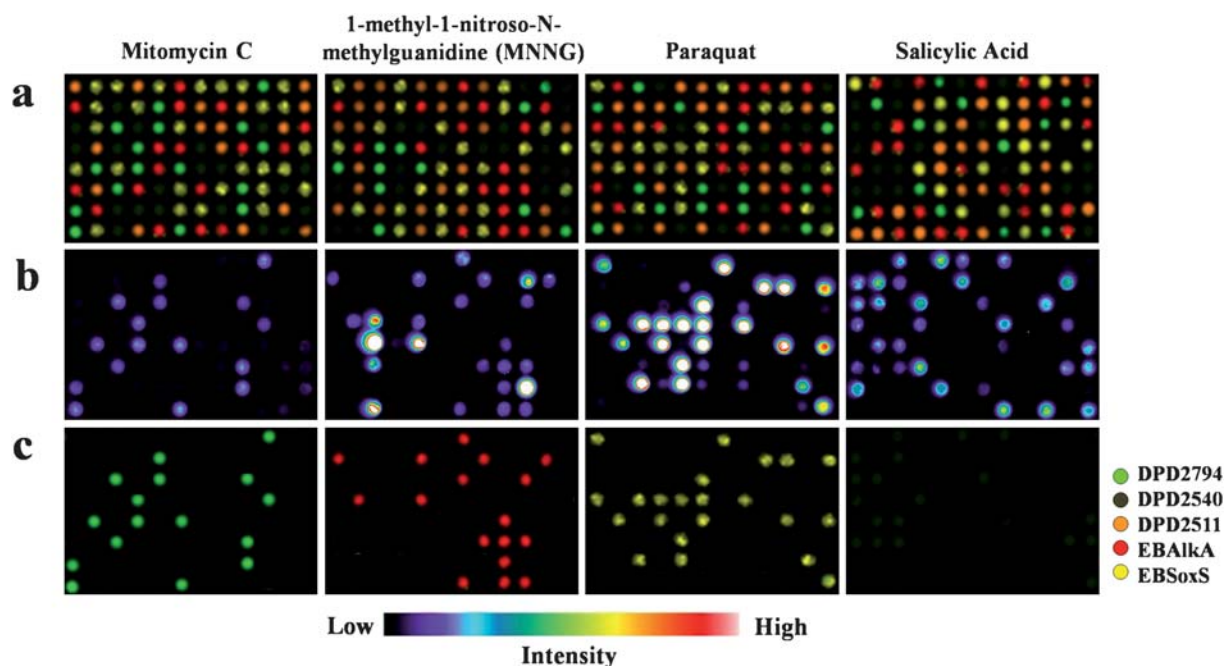 Mitomycin C
1-methyl-1-nitroso-N-
methylguanidine (MNNG)
Paraquat
Salicylic Acid
a
b
c
DPD2794
DPD2540
DPD2511
EBAlkA
EBSoxS
Low
High
Intensity